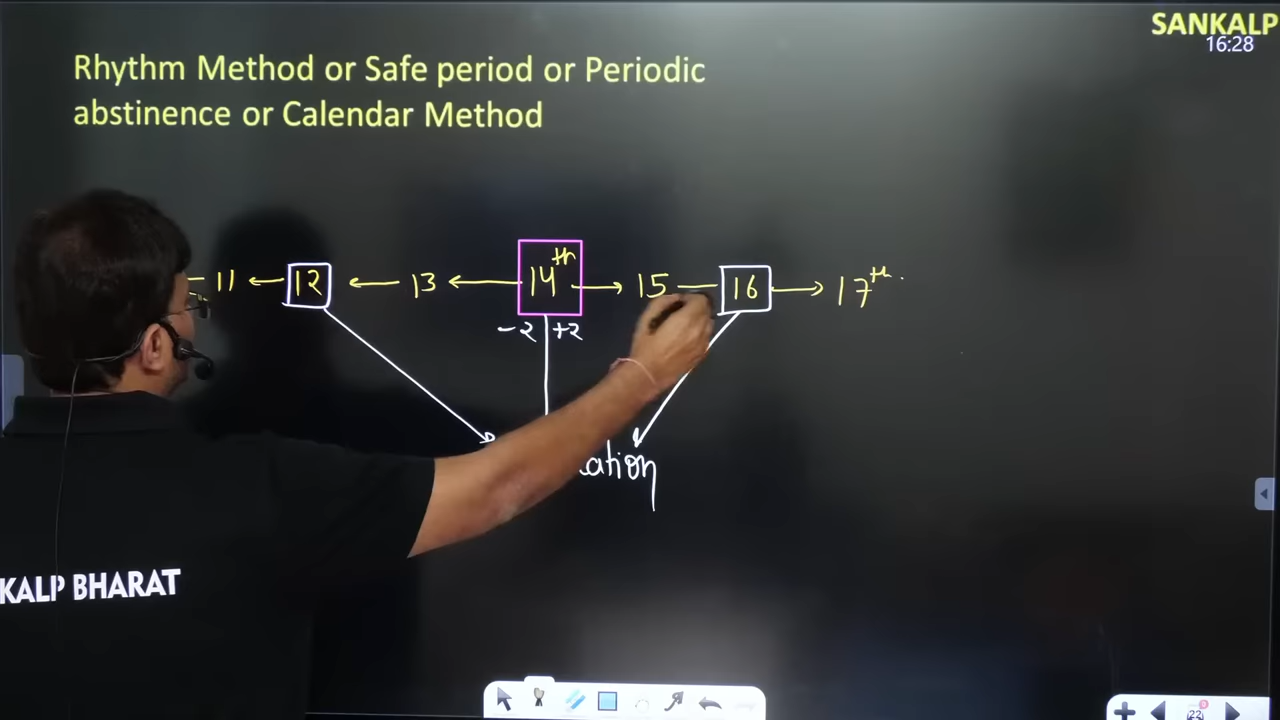 SANKALP
16:28
Rhythm Method or Safe period or Periodic
abstinence or Calendar Method
11 ← 12 ← 13 ← 14th → 15 — 16 → 17th
-2 +2
KALP BHARAT
22